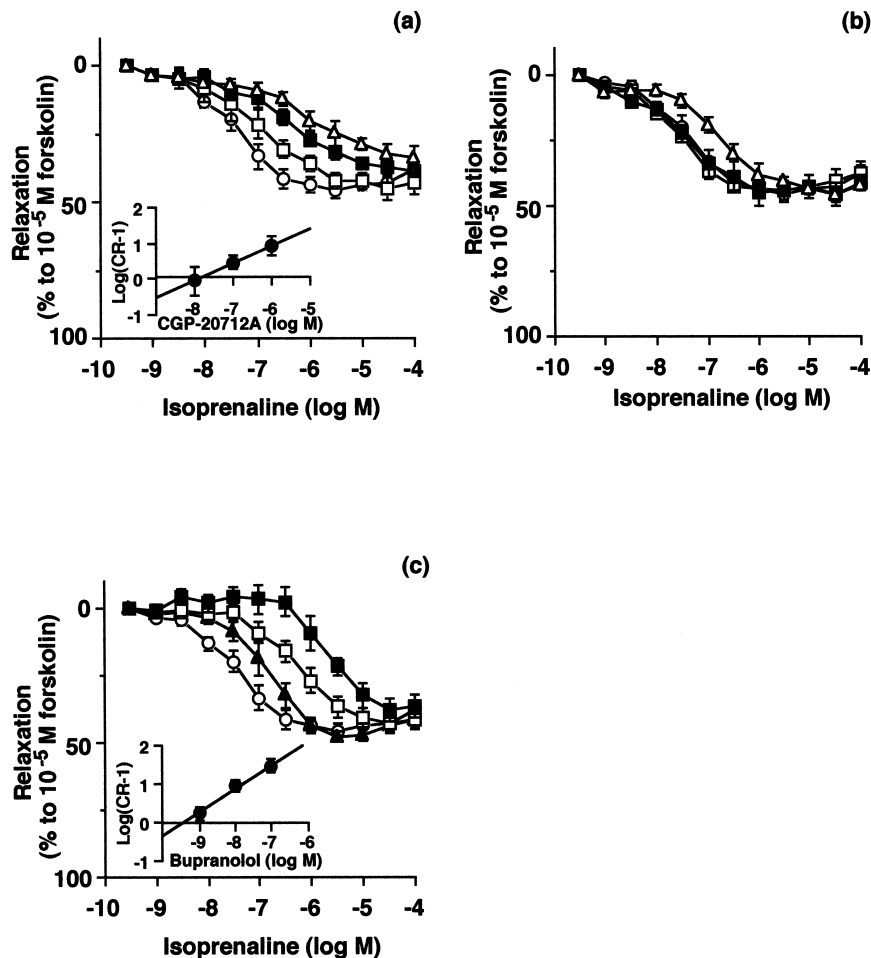 (a)
0
50
100
Relaxation
(% to 10⁻⁵ M forskolin)
2
1
0
-1
Log(CR-1)
-8 -7 -6 -5
CGP-20712A (log M)
-10 -9 -8 -7 -6 -5 -4
Isoprenaline (log M)
(b)
0
50
100
Relaxation
(% to 10⁻⁵ M forskolin)
-10 -9 -8 -7 -6 -5 -4
Isoprenaline (log M)
(c)
0
50
100
Relaxation
(% to 10⁻⁵ M forskolin)
2
1
0
-1
Log(CR-1)
-9 -8 -7 -6
Bupranolol (log M)
-10 -9 -8 -7 -6 -5 -4
Isoprenaline (log M)